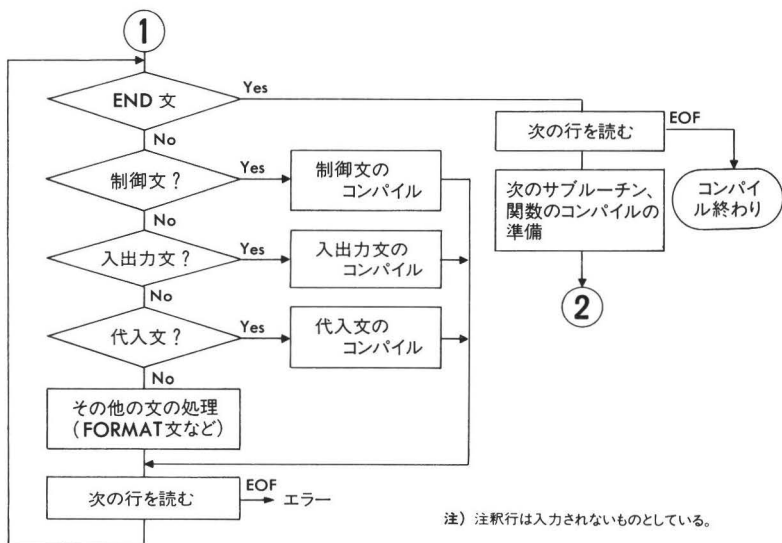 1
END 文
Yes
No
制御文？
Yes
制御文の
コンパイル
No
入出力文？
Yes
入出力文の
コンパイル
No
代入文？
Yes
代入文の
コンパイル
No
その他の文の処理
(FORMAT文など)
次の行を読む
EOF
エラー
次の行を読む
EOF
コンパイ
ル終わり
次のサブルーチン、
関数のコンパイルの
準備
2
注) 注釈行は入力されないものとしている。